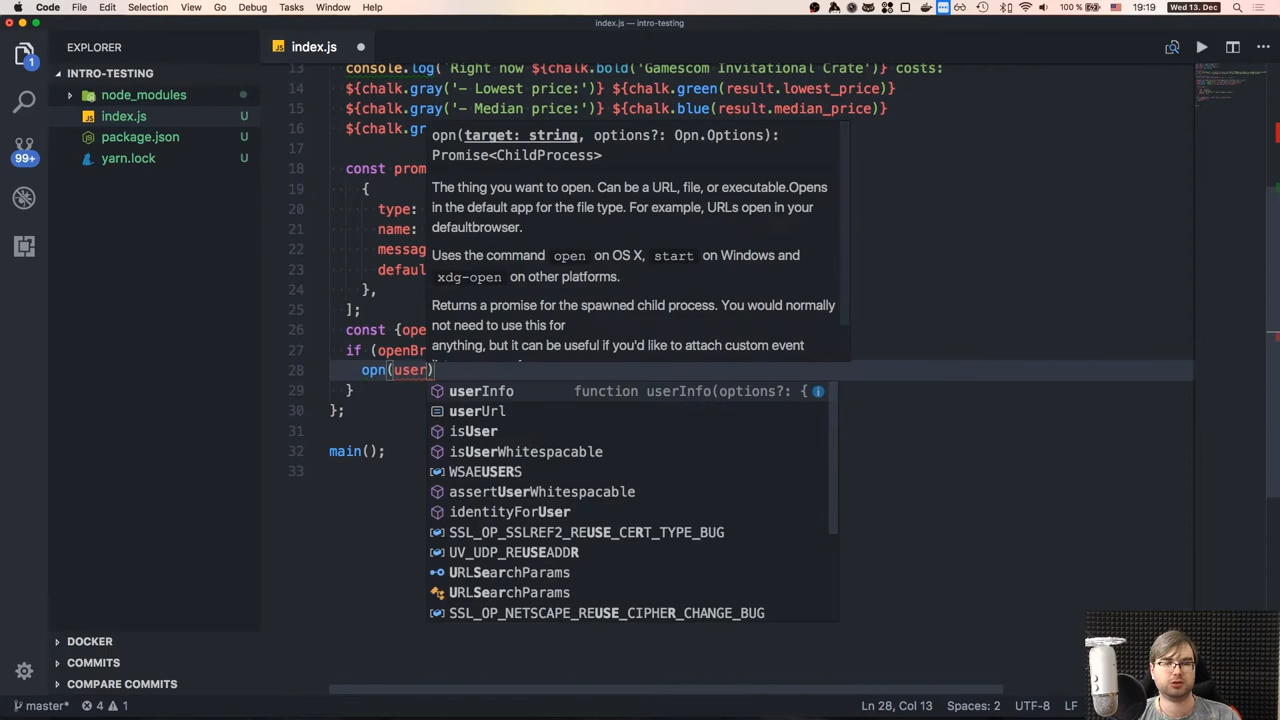 Code File Edit Selection View Go Debug Tasks Window Help 100 % Wed 13. Dec 19:19
index.js — intro-testing
EXPLORER
index.js
INTRO-TESTING
node_modules
index.js U
package.json U
yarn.lock U
1
99+
13 console.log(`Right now ${chalk.bold('Gamescom Invitational Crate')} costs:
14 ${chalk.gray('- Lowest price:')} ${chalk.green(result.lowest_price)}
15 ${chalk.gray('- Median price:')} ${chalk.blue(result.median_price)}
16 ${chalk.gr
17
18 const prom
19 {
20 type:
21 name:
22 messag
23 defaul
24 },
25 ];
26 const {ope
27 if (openBr
28 opn(user)
29 }
30 };
31
32 main();
33
opn(target: string, options?: Opn.Options):
Promise<ChildProcess>
The thing you want to open. Can be a URL, file, or executable.Opens
in the default app for the file type. For example, URLs open in your
defaultbrowser.
Uses the command open on OS X, start on Windows and
xdg-open on other platforms.
Returns a promise for the spawned child process. You would normally
not need to use this for
anything, but it can be useful if you'd like to attach custom event
userInfo function userInfo(options?: {
userUrl
isUser
isUserWhitespacable
WSAEUSERS
assertUserWhitespacable
identityForUser
SSL_OP_SSLREF2_REUSE_CERT_TYPE_BUG
UV_UDP_REUSEADDR
URLSearchParams
URLSearchParams
SSL_OP_NETSCAPE_REUSE_CIPHER_CHANGE_BUG
DOCKER
COMMITS
COMPARE COMMITS
master* 4 1 Ln 28, Col 13 Spaces: 2 UTF-8 LF